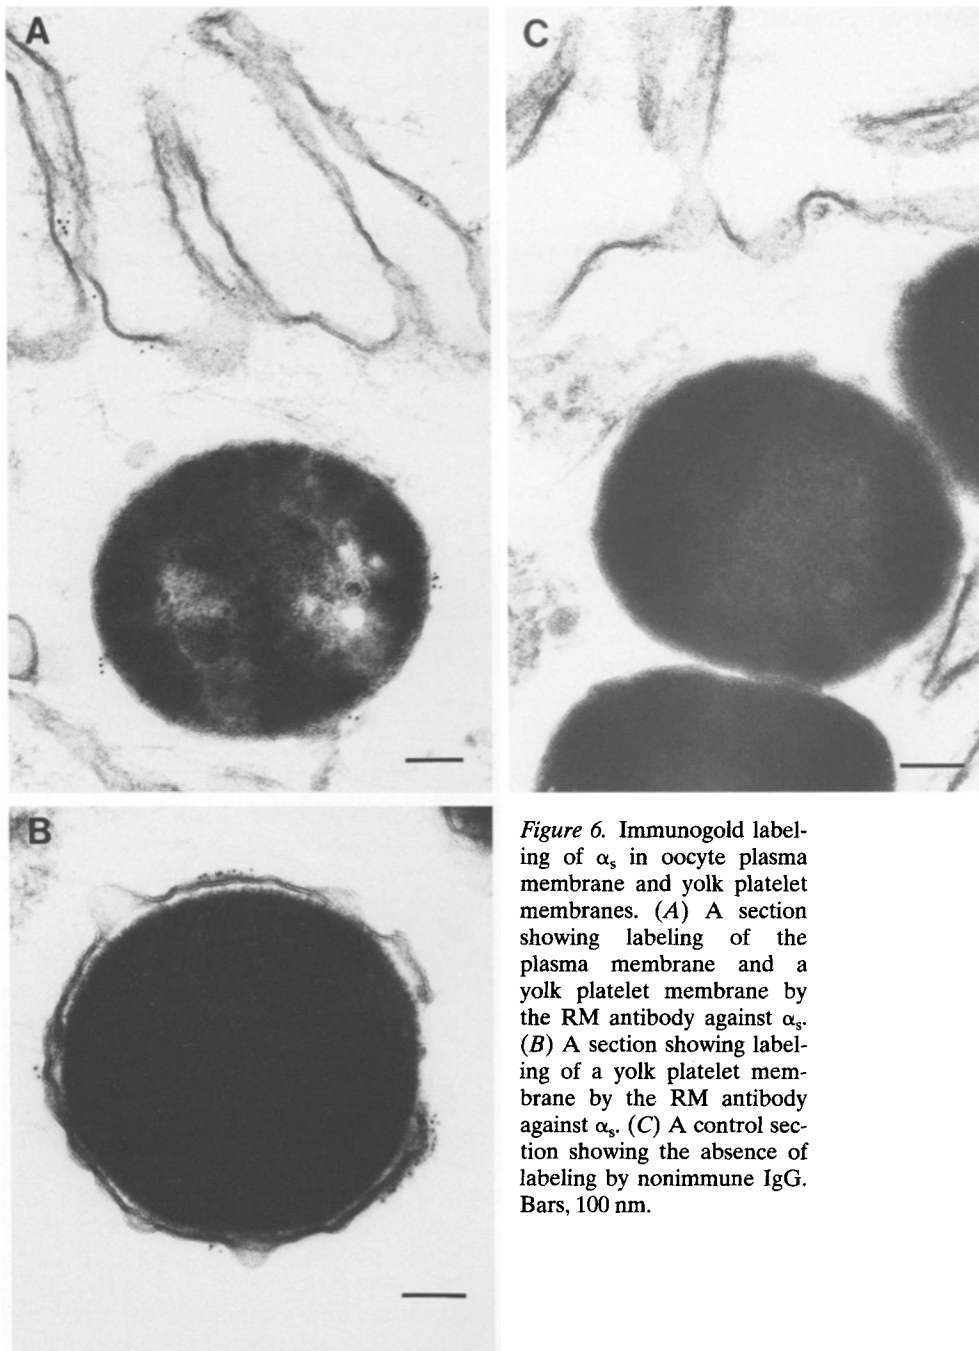 A
C
B
Figure 6. Immunogold label-
ing of αs in oocyte plasma
membrane and yolk platelet
membranes. (A) A section
showing labeling of the
plasma membrane and a
yolk platelet membrane by
the RM antibody against αs.
(B) A section showing label-
ing of a yolk platelet mem-
brane by the RM antibody
against αs. (C) A control sec-
tion showing the absence of
labeling by nonimmune IgG.
Bars, 100 nm.